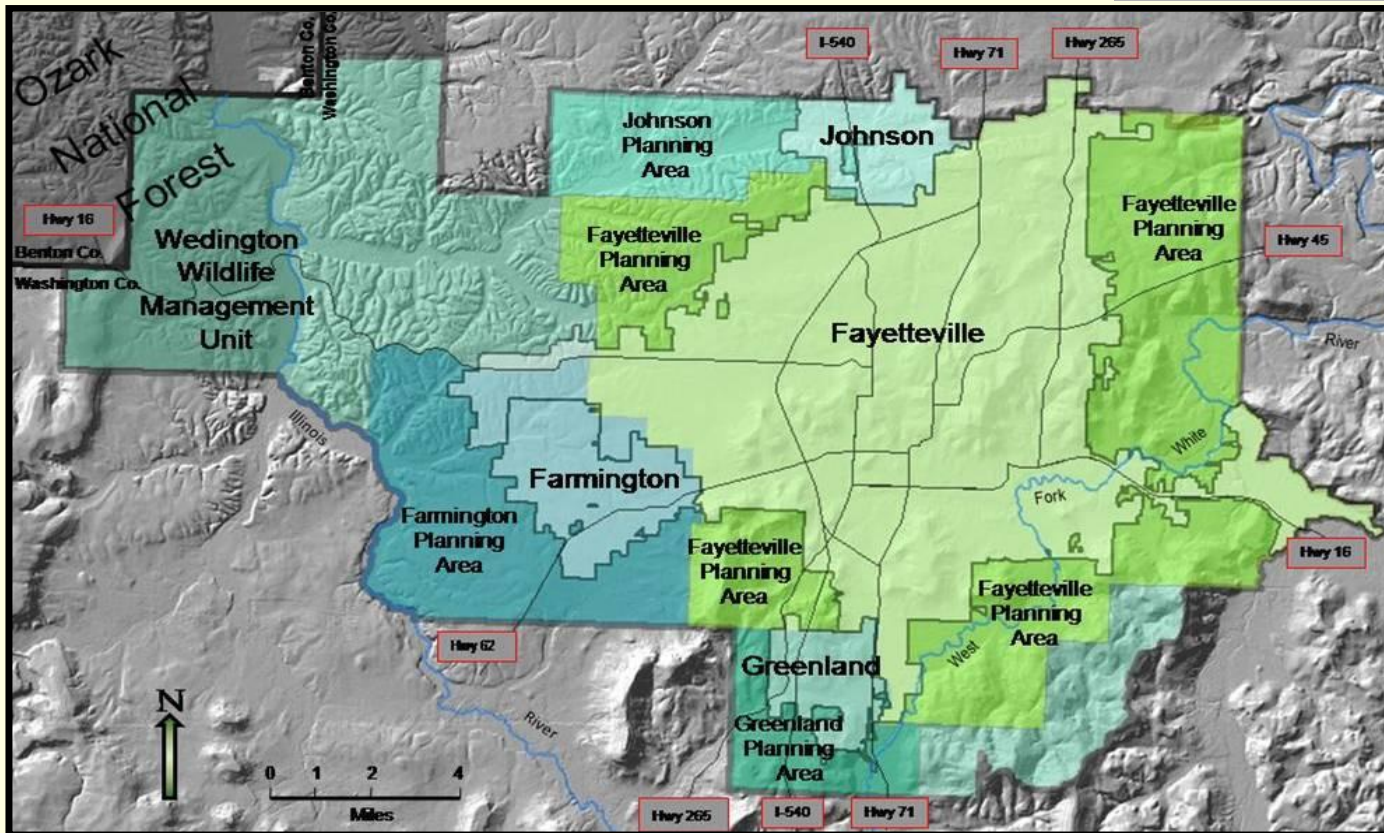 I-540
Hwy 71
Hwy 265
Benton Co.
Washington Co.
Ozark
National
Forest
Johnson
Planning
Area
Johnson
Hwy 16
Benton Co.
Washington Co.
Wedington
Wildlife
Management
Unit
Fayetteville
Planning
Area
Fayetteville
Planning
Area
Hwy 45
Fayetteville
River
Illinois
White
Farmington
Fork
Farmington
Planning
Area
Fayetteville
Planning
Area
Hwy 16
Fayetteville
Planning
Area
Hwy 62
West
Greenland
N
River
Greenland
Planning
Area
0 1 2 4
Miles
Hwy 265
I-540
Hwy 71